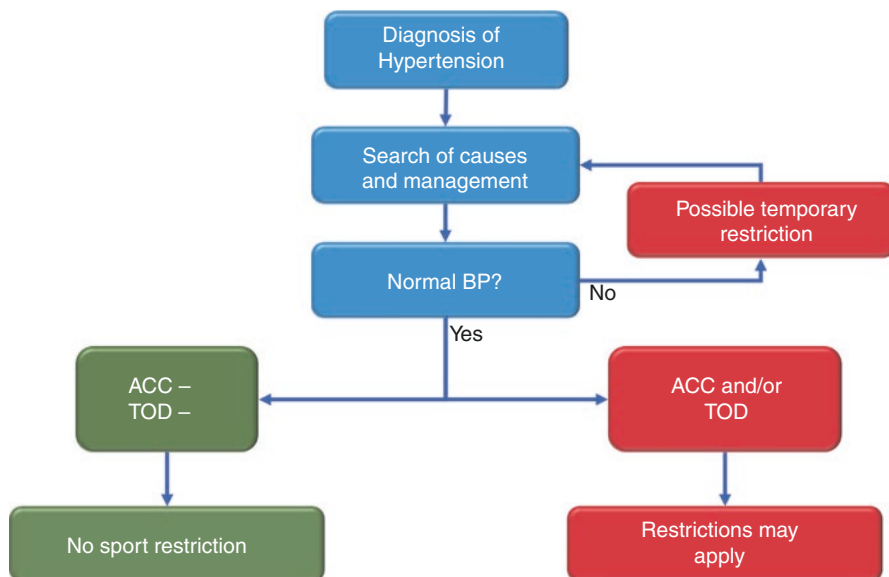 Diagnosis of
Hypertension
Search of causes
and management
Possible temporary
restriction
Normal BP?
No
Yes
ACC –
TOD –
ACC and/or
TOD
No sport restriction
Restrictions may
apply